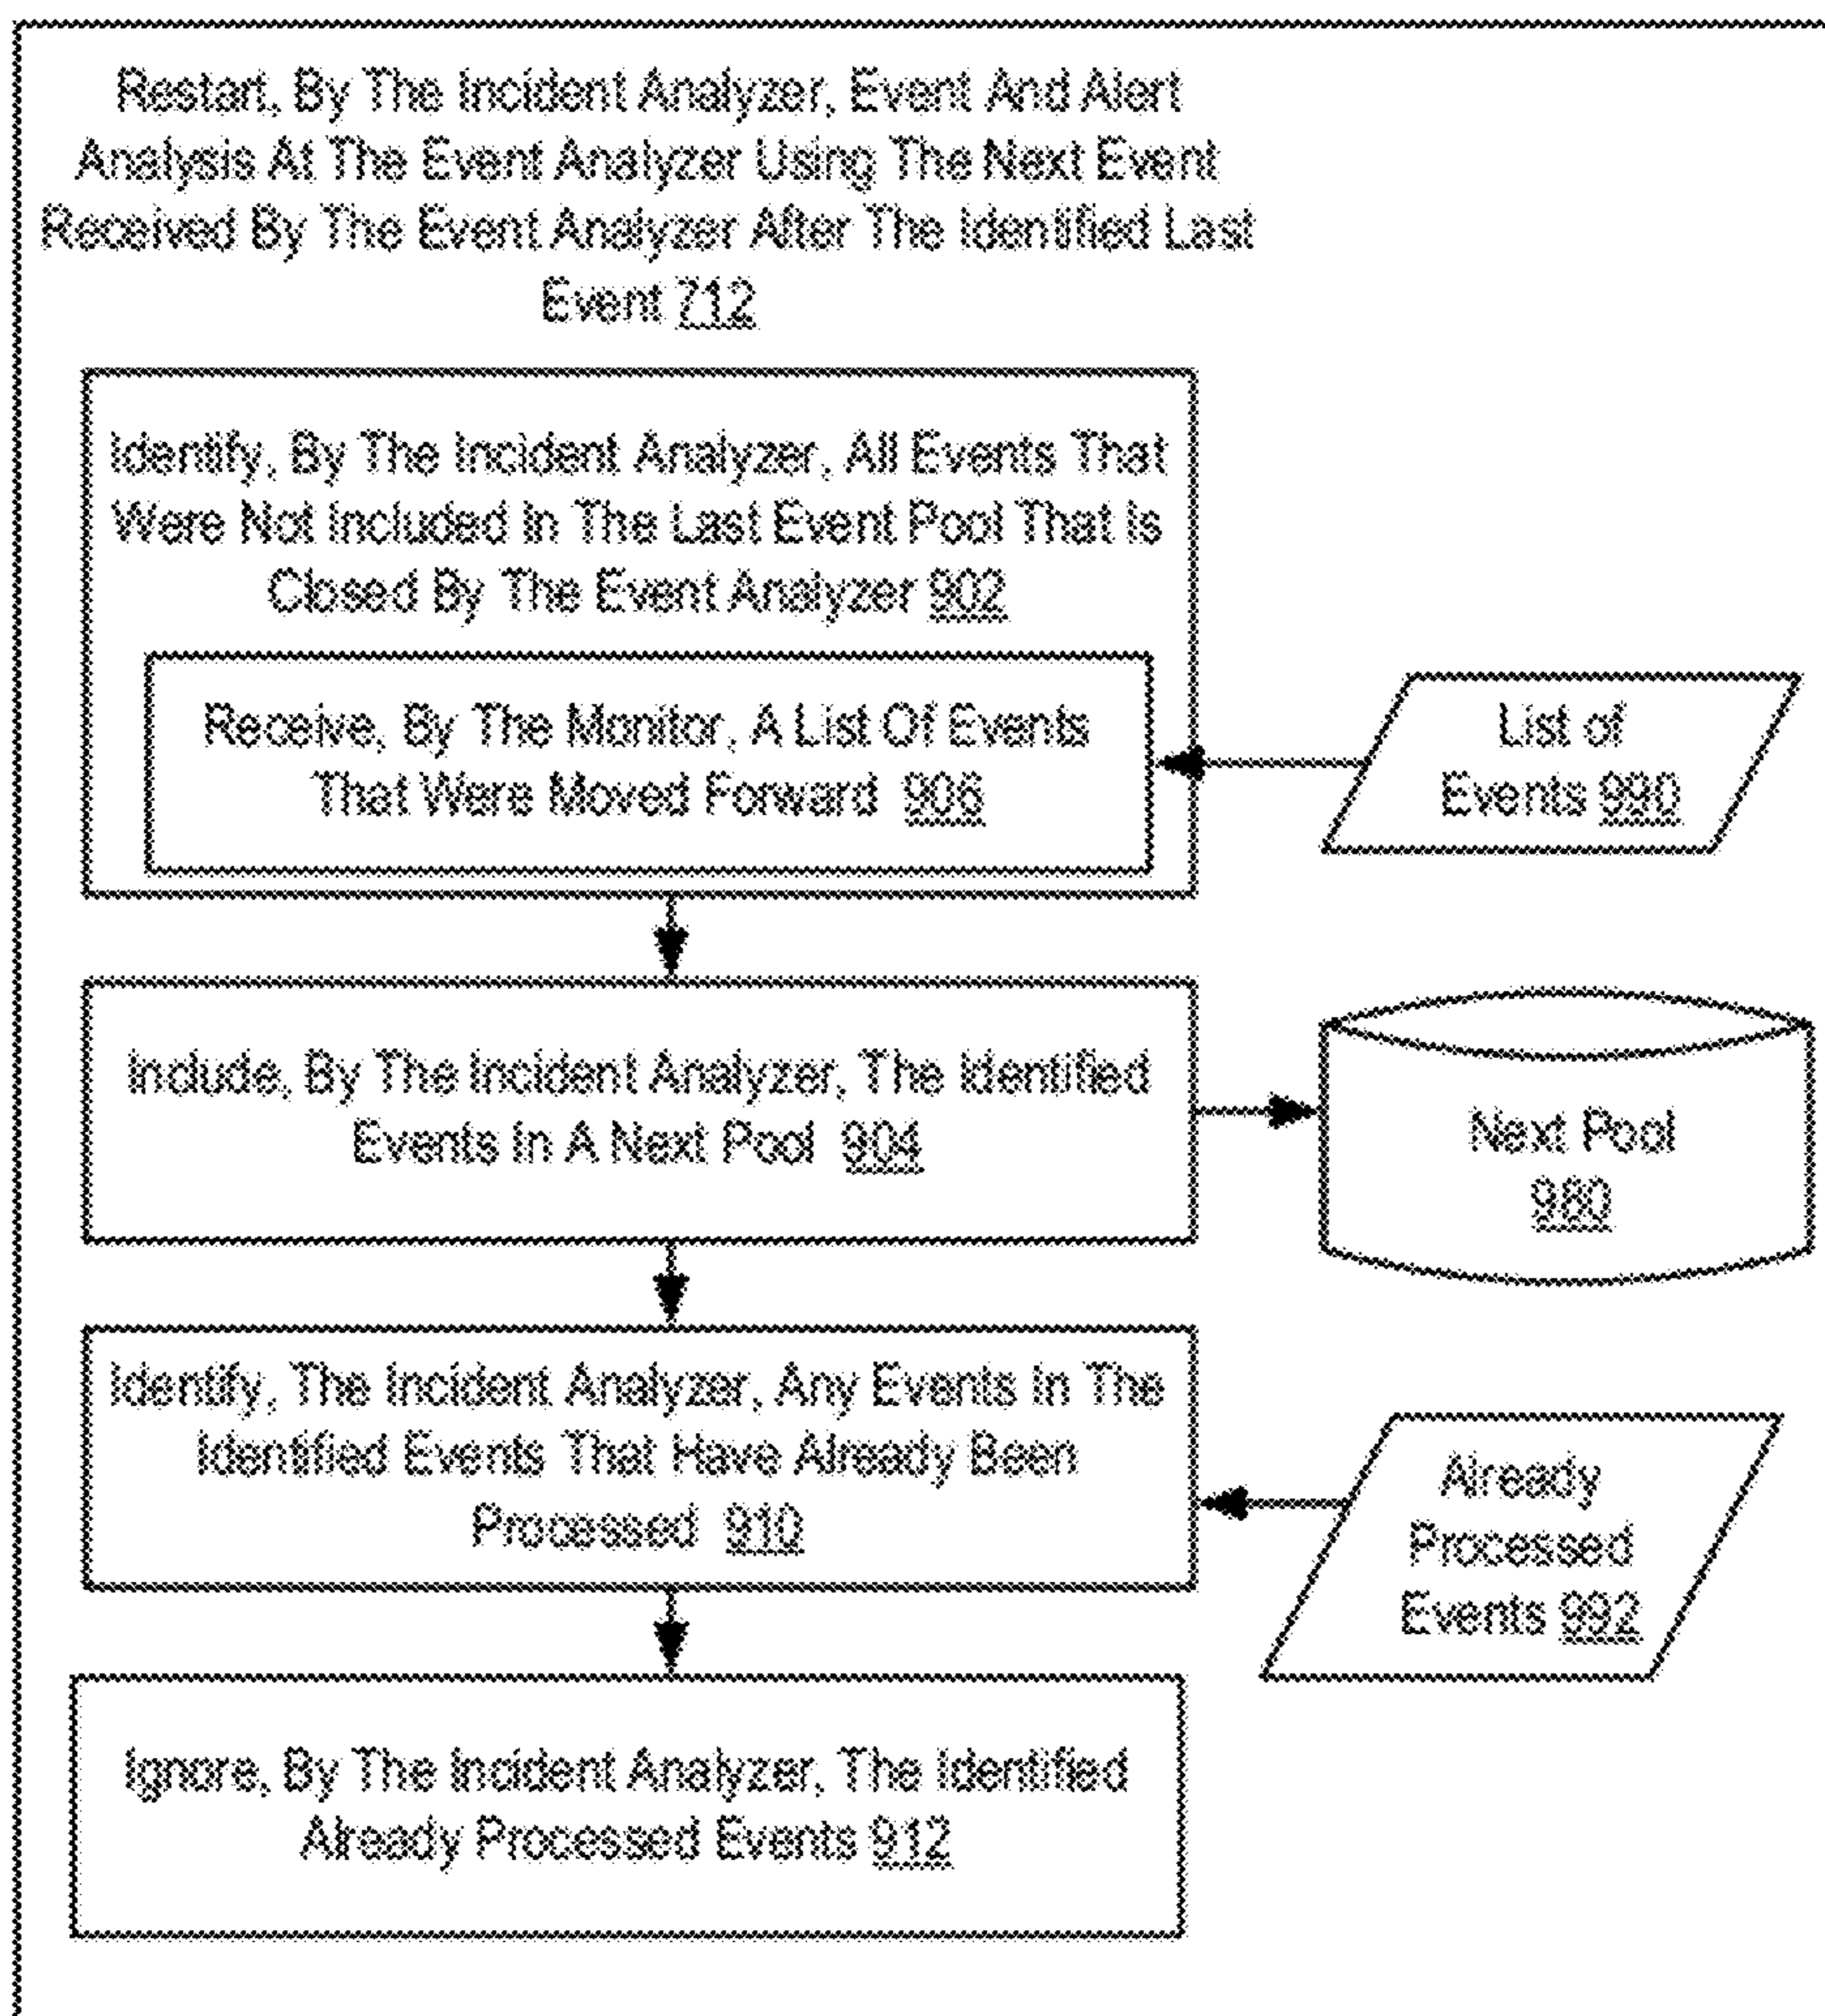 Restart, By The Incident Analyzer, Event And Alert
Analysis At The Event Analyzer Using The Next Event
Received By The Event Analyzer After The Identified Last
Event 712
Identify, By The Incident Analyzer, All Events That
Were Not Included In The Last Event Pool That Is
Closed By The Event Analyzer 902
Receive, By The Monitor, A List Of Events
That Were Moved Forward 906
List of
Events 990
Include, By The Incident Analyzer, The Identified
Events In A Next Pool 904
Next Pool
980
Identify, The Incident Analyzer, Any Events In The
Identified Events That Have Already Been
Processed 910
Already
Processed
Events 992
Ignore, By The Incident Analyzer, The Identified
Already Processed Events 912